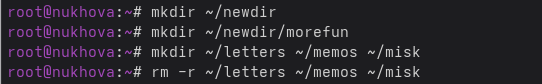 root@nukhova:~# mkdir ~/newdir
root@nukhova:~# mkdir ~/newdir/morefun
root@nukhova:~# mkdir ~/letters ~/memos ~/misk
root@nukhova:~# rm -r ~/letters ~/memos ~/misk